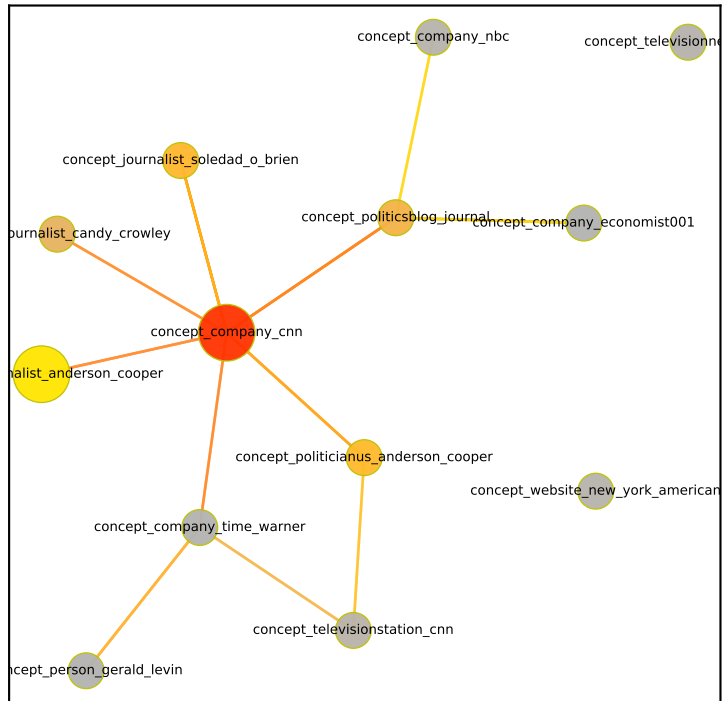 concept_company_nbc
concept_televisionne
concept_journalist_soledad_o_brien
concept_politicsblog_journal
concept_company_economist001
ournalist_candy_crowley
concept_company_cnn
nalist_anderson_cooper
concept_politicianus_anderson_cooper
concept_website_new_york_american
concept_company_time_warner
concept_televisionstation_cnn
ncept_person_gerald_levin